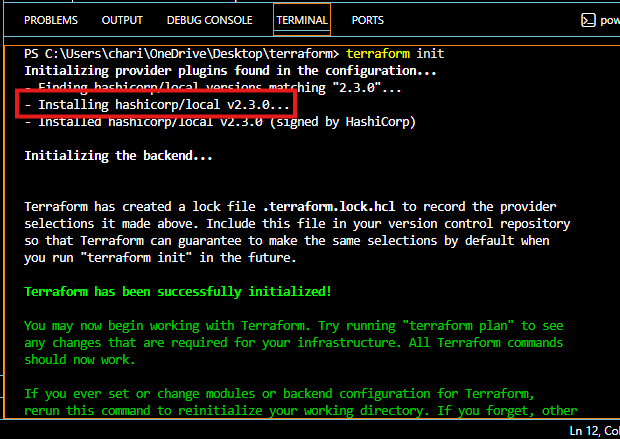 PROBLEMS OUTPUT DEBUG CONSOLE TERMINAL PORTS pow
PS C:\Users\chari\OneDrive\Desktop\terraform> terraform init
Initializing provider plugins found in the configuration...
- Finding hashicorp/local versions matching "2.3.0"...
- Installing hashicorp/local v2.3.0...
- Installed hashicorp/local v2.3.0 (signed by HashiCorp)
Initializing the backend...
Terraform has created a lock file .terraform.lock.hcl to record the provider
selections it made above. Include this file in your version control repository
so that Terraform can guarantee to make the same selections by default when
you run "terraform init" in the future.
Terraform has been successfully initialized!
You may now begin working with Terraform. Try running "terraform plan" to see
any changes that are required for your infrastructure. All Terraform commands
should now work.
If you ever set or change modules or backend configuration for Terraform,
rerun this command to reinitialize your working directory. If you forget, other
Ln 12, Col